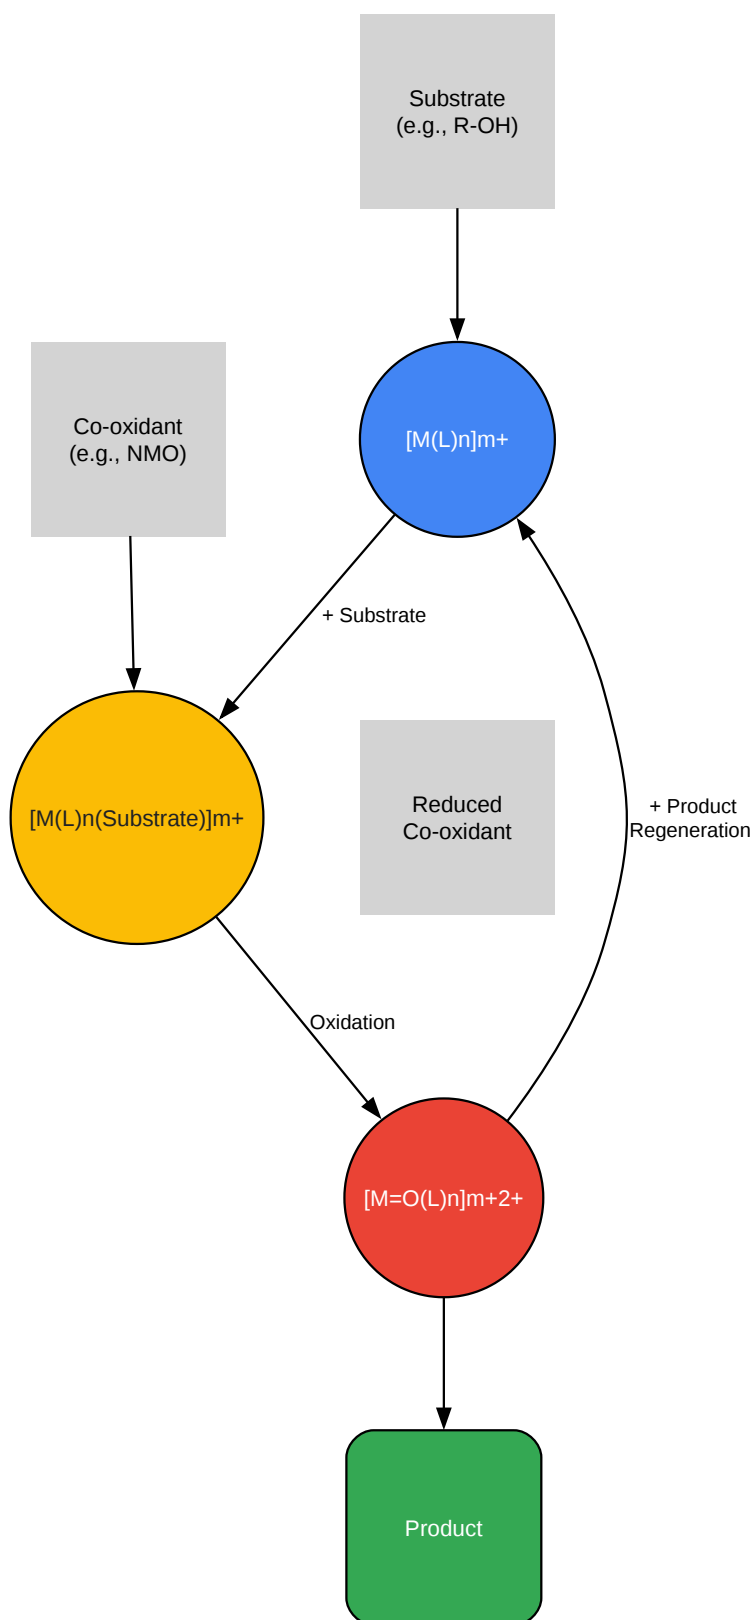 Substrate
(e.g., R-OH)
Co-oxidant
(e.g., NMO)
[M(L)n]m+
+ Substrate
[M(L)n(Substrate)]m+
Reduced
Co-oxidant
+ Product
Regeneration
Oxidation
[M=O(L)n]m+2+
Product